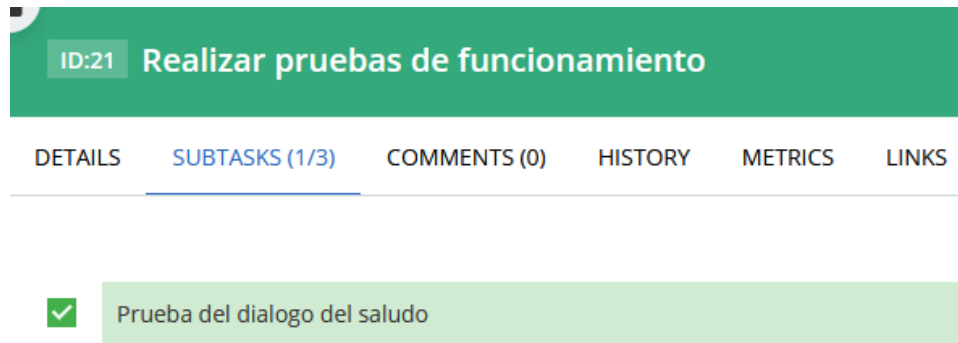 ID:21 Realizar pruebas de funcionamiento
DETAILS SUBTASKS (1/3) COMMENTS (0) HISTORY METRICS LINKS
Prueba del dialogo del saludo